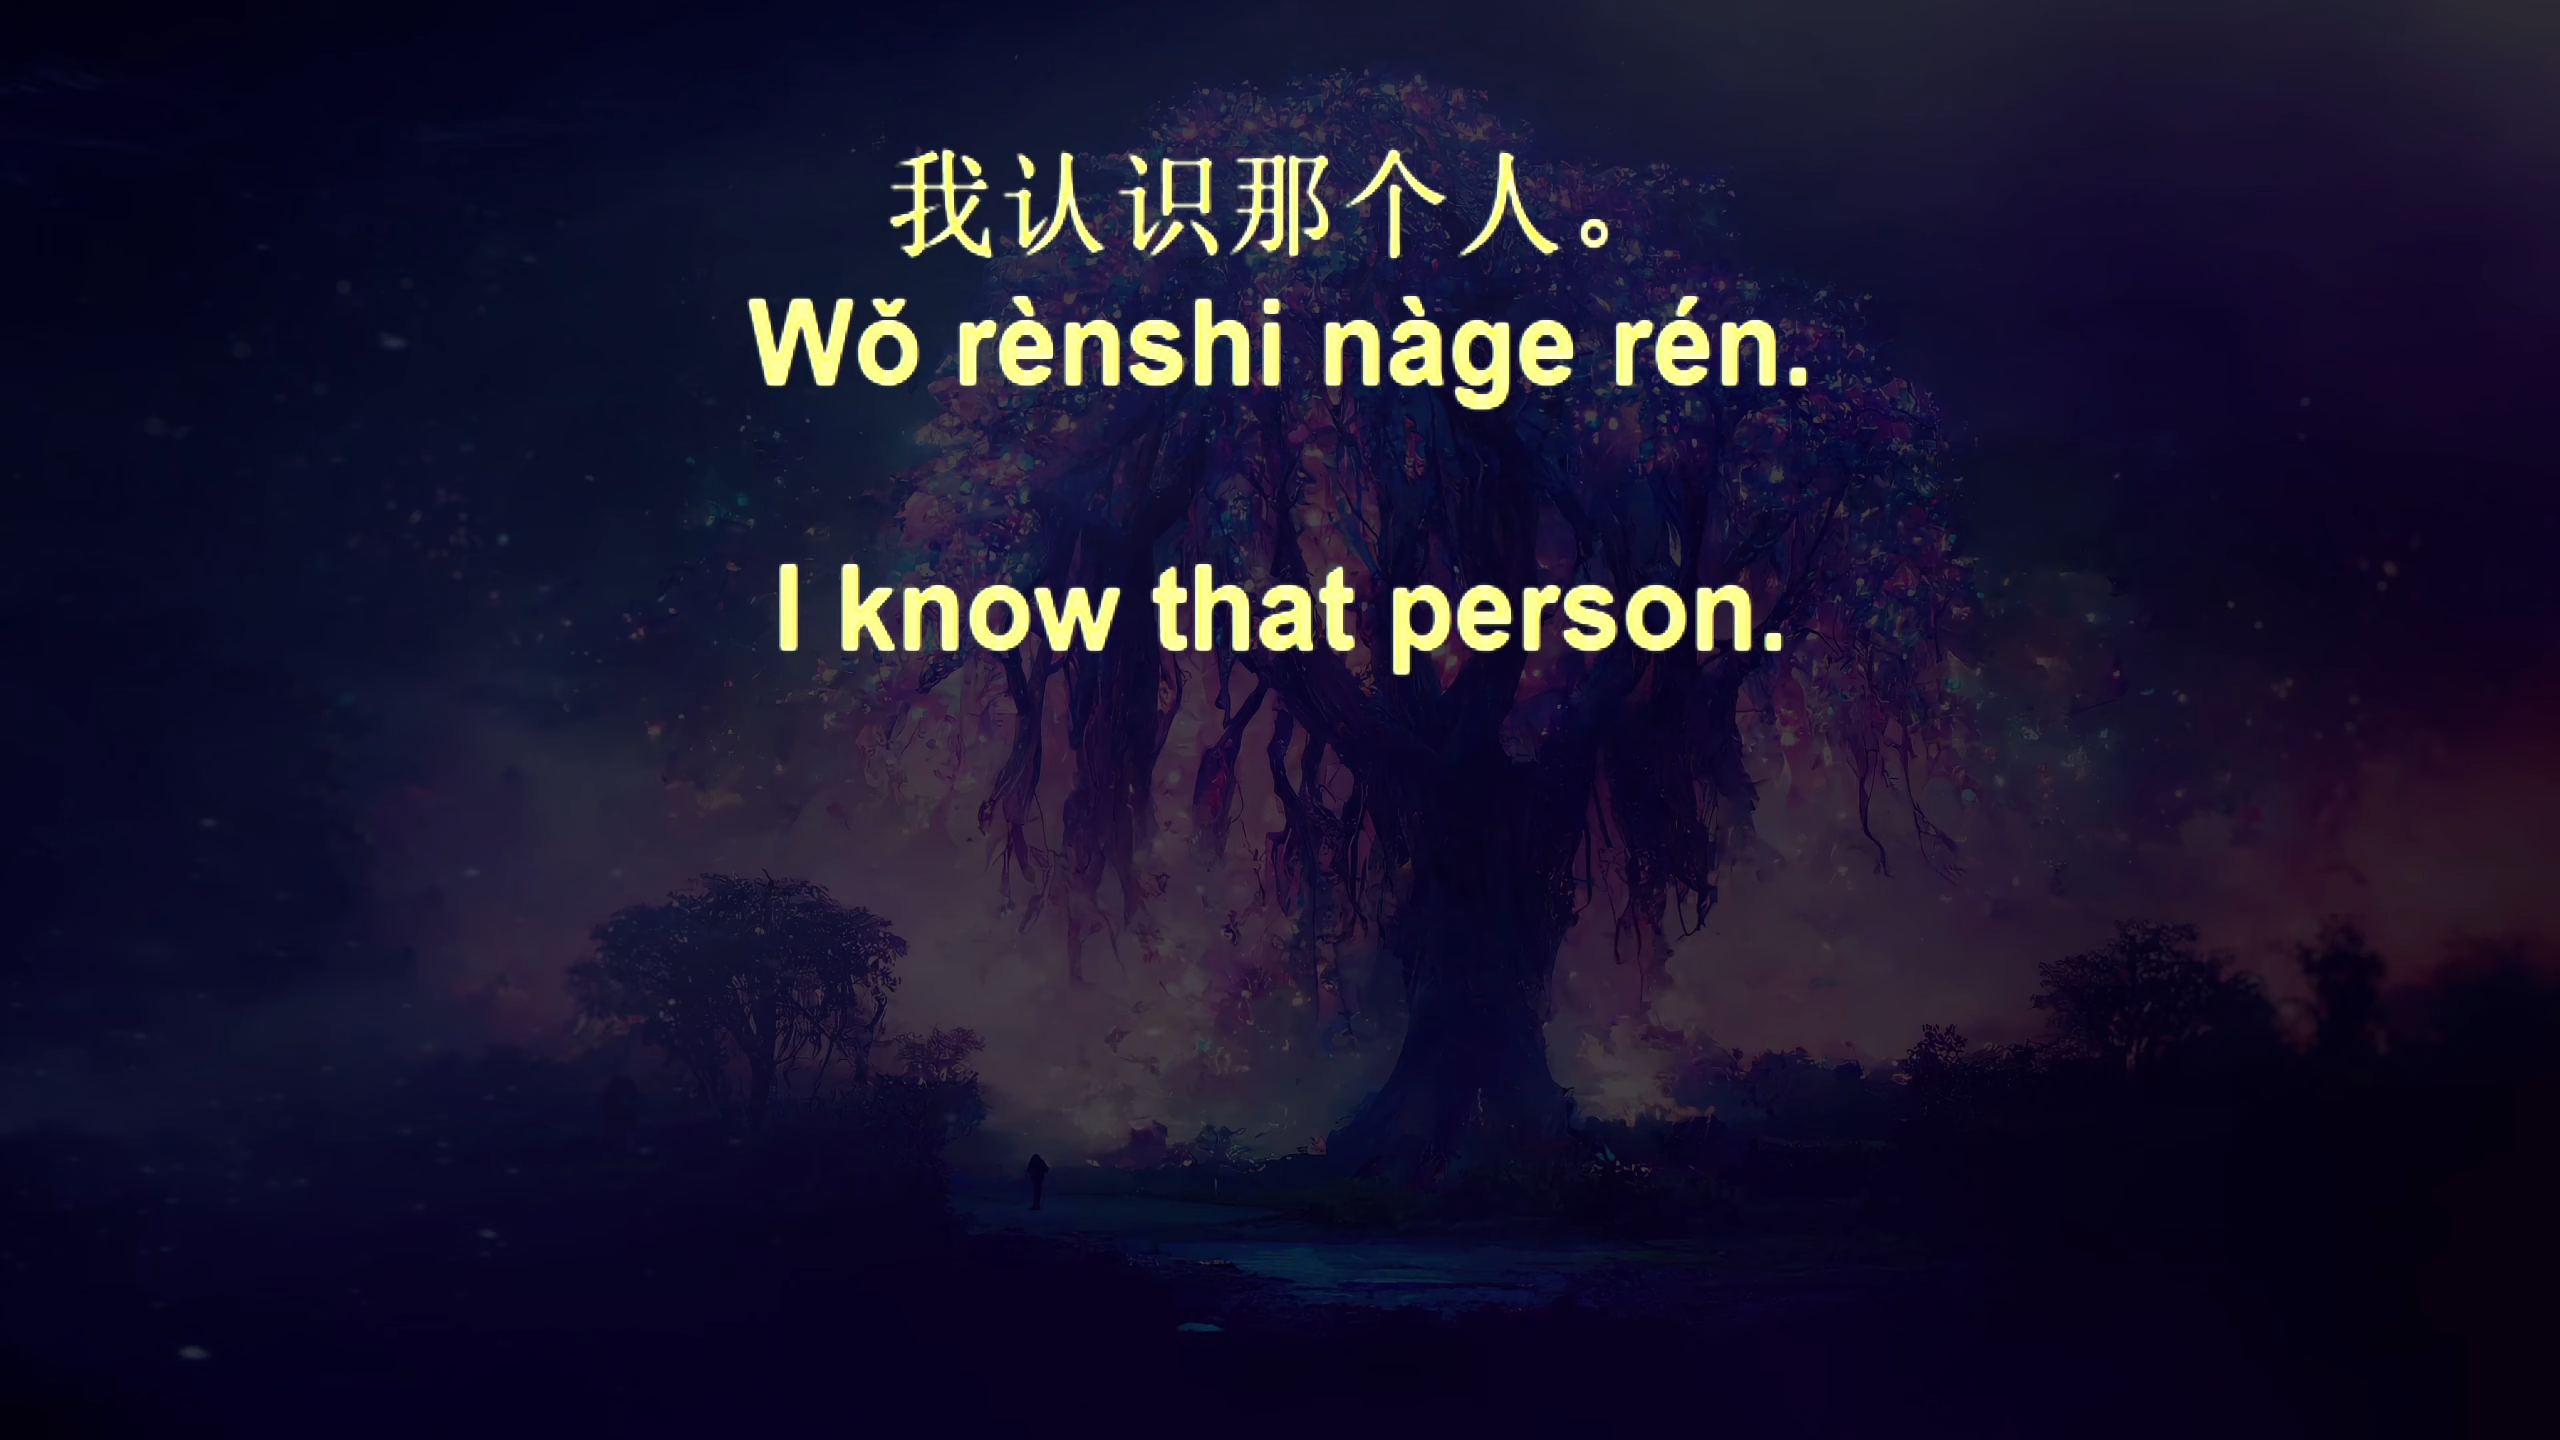 我认识那个人。
Wǒ rènshi nàge rén.
I know that person.